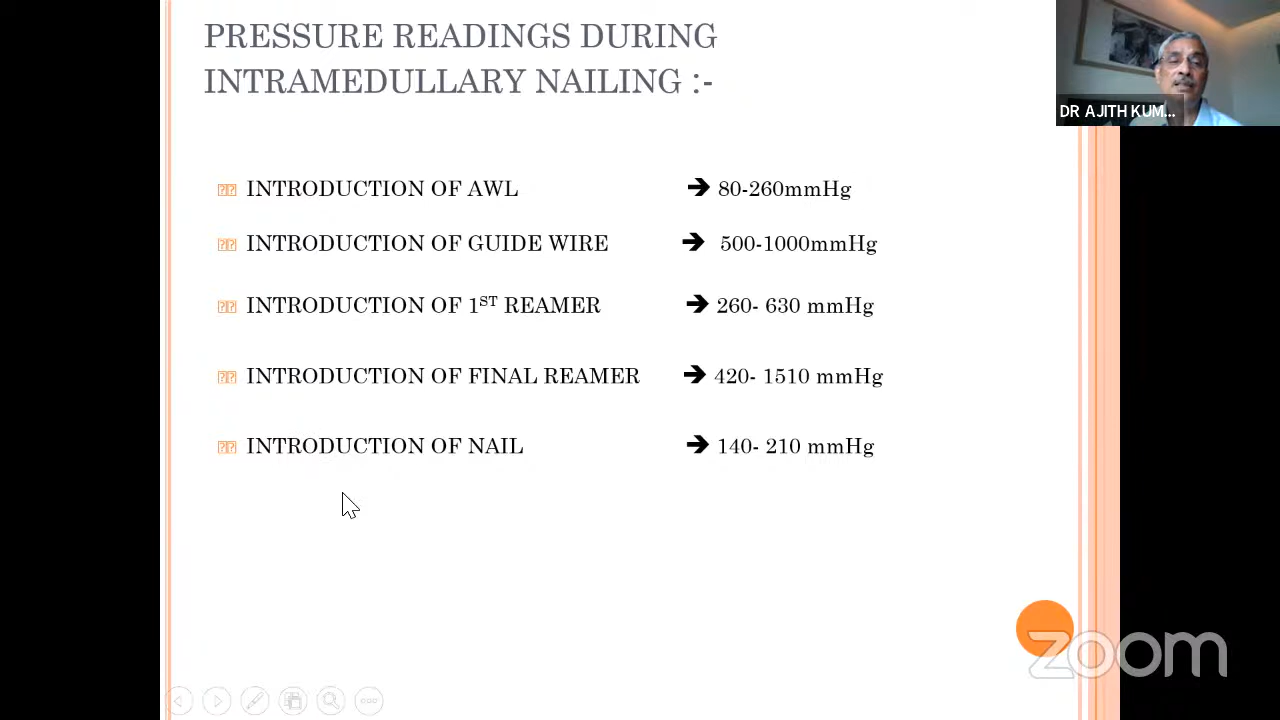 PRESSURE READINGS DURING
INTRAMEDULLARY NAILING :-
DR AJITH KUM...
INTRODUCTION OF AWL ➔ 80-260mmHg
INTRODUCTION OF GUIDE WIRE ➔ 500-1000mmHg
INTRODUCTION OF 1ST REAMER ➔ 260- 630 mmHg
INTRODUCTION OF FINAL REAMER ➔ 420- 1510 mmHg
INTRODUCTION OF NAIL ➔ 140- 210 mmHg
zoom